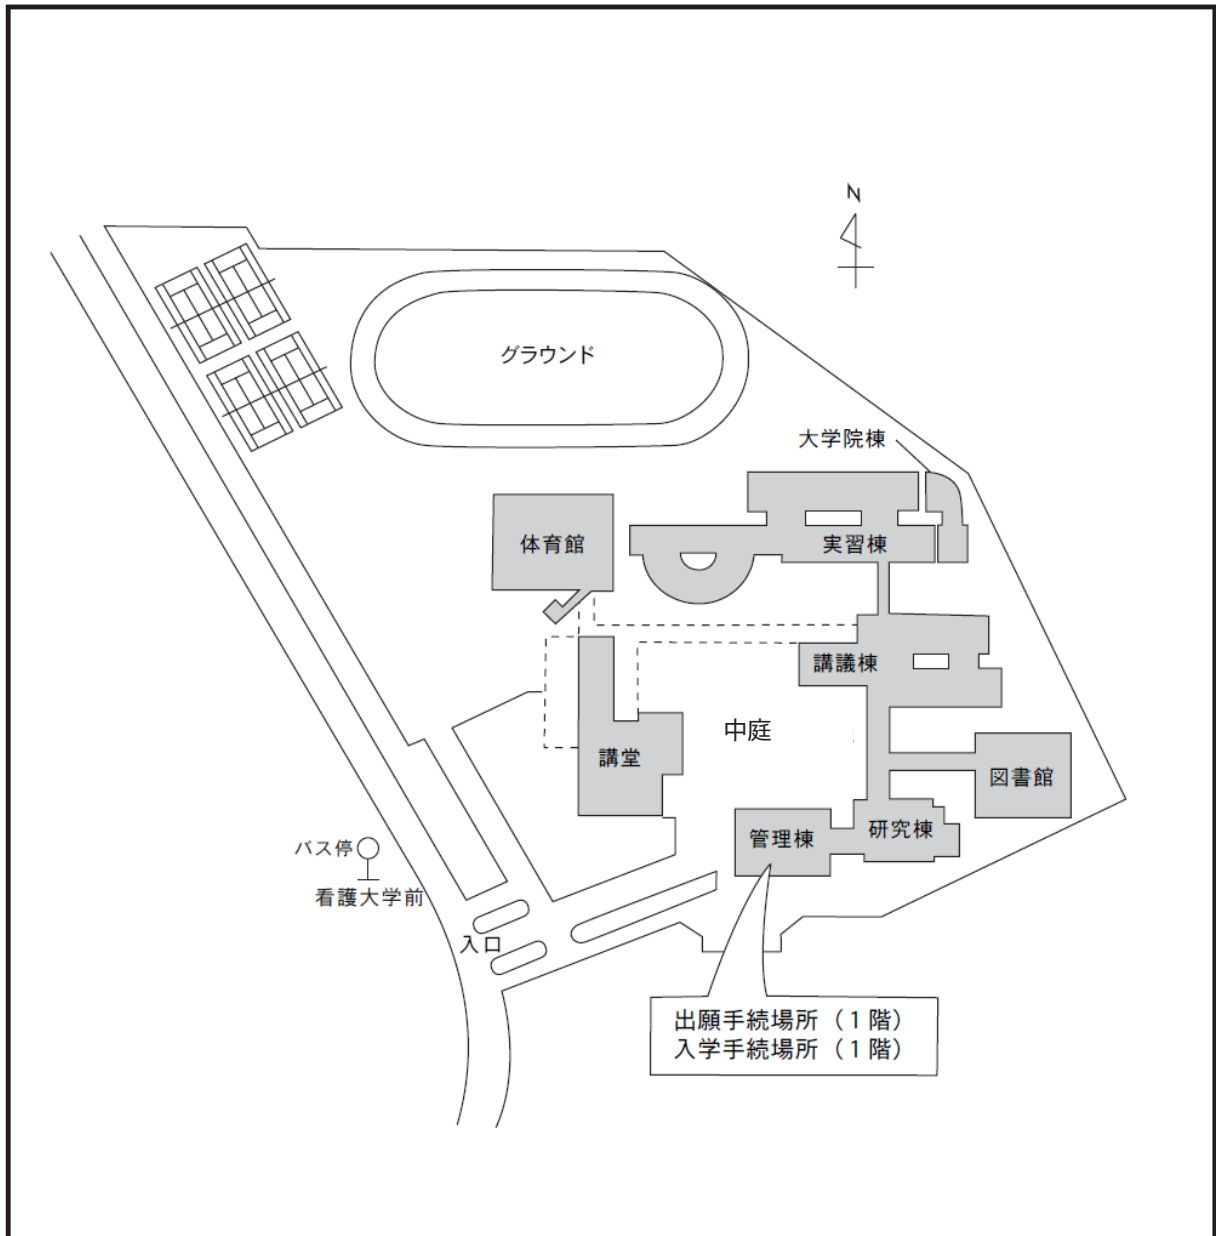 N
グラウンド
大学院棟
体育館
実習棟
講議棟
中庭
講堂
図書館
管理棟
研究棟
バス停
看護大学前
入口
出願手続場所（１階）
入学手続場所（１階）